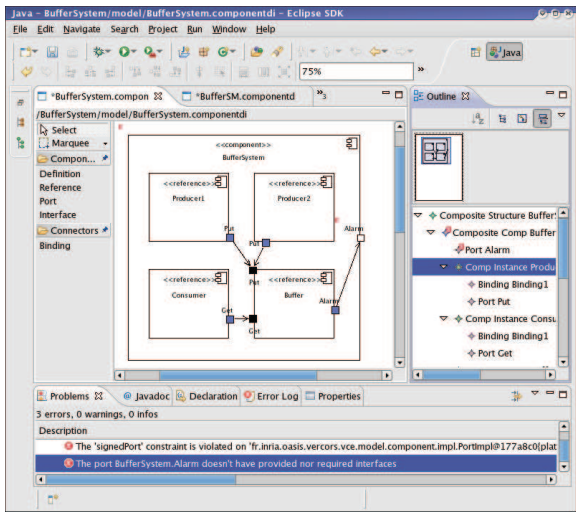 Java - BufferSystem/model/BufferSystem.componentdi - Eclipse SDK
File Edit Navigate Search Project Run Window Help
Java
75%
»
*BufferSystem.compon
*BufferSM.componentd
»3
Outline
/BufferSystem/model/BufferSystem.componentdi
Select
Marquee
Compon...
Definition
Reference
Port
Interface
Connectors
Binding
<<component>>
BufferSystem
<<reference>>
Producer1
Put
<<reference>>
Producer2
Put
Alarm
<<reference>>
Consumer
Get
<<reference>>
Buffer
Put
Get
Alarm
Composite Structure Buffer
Composite Comp Buffer
Port Alarm
Comp Instance Produ
Binding Binding1
Port Put
Comp Instance Consu
Binding Binding1
Port Get
Problems
Javadoc
Declaration
Error Log
Properties
3 errors, 0 warnings, 0 infos
Description
The 'signedPort' constraint is violated on 'fr.inria.oasis.vercors.vce.model.component.impl.PortImpl@177a8c0{plat
The port BufferSystem.Alarm doesn't have provided nor required interfaces